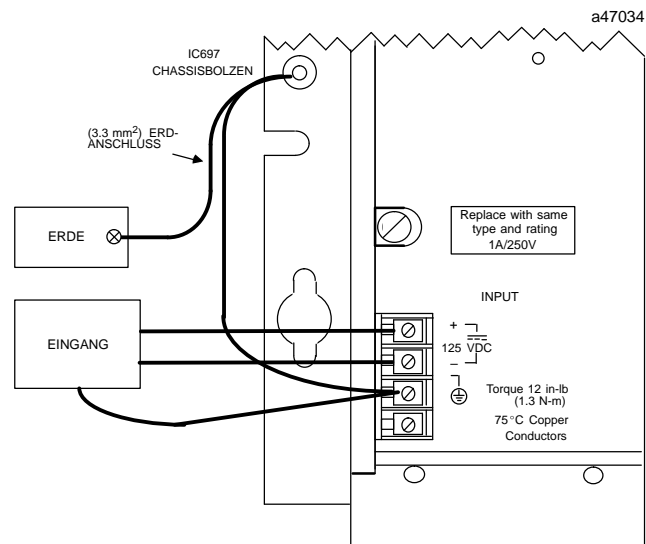 a47034
IC697
CHASSISBOLZEN
(3.3 mm2) ERD-
ANSCHLUSS
ERDE
Replace with same
type and rating
1A/250V
INPUT
EINGANG
+
125 VDC
–
Torque 12 in-lb
(1.3 N-m)
75°C Copper
Conductors